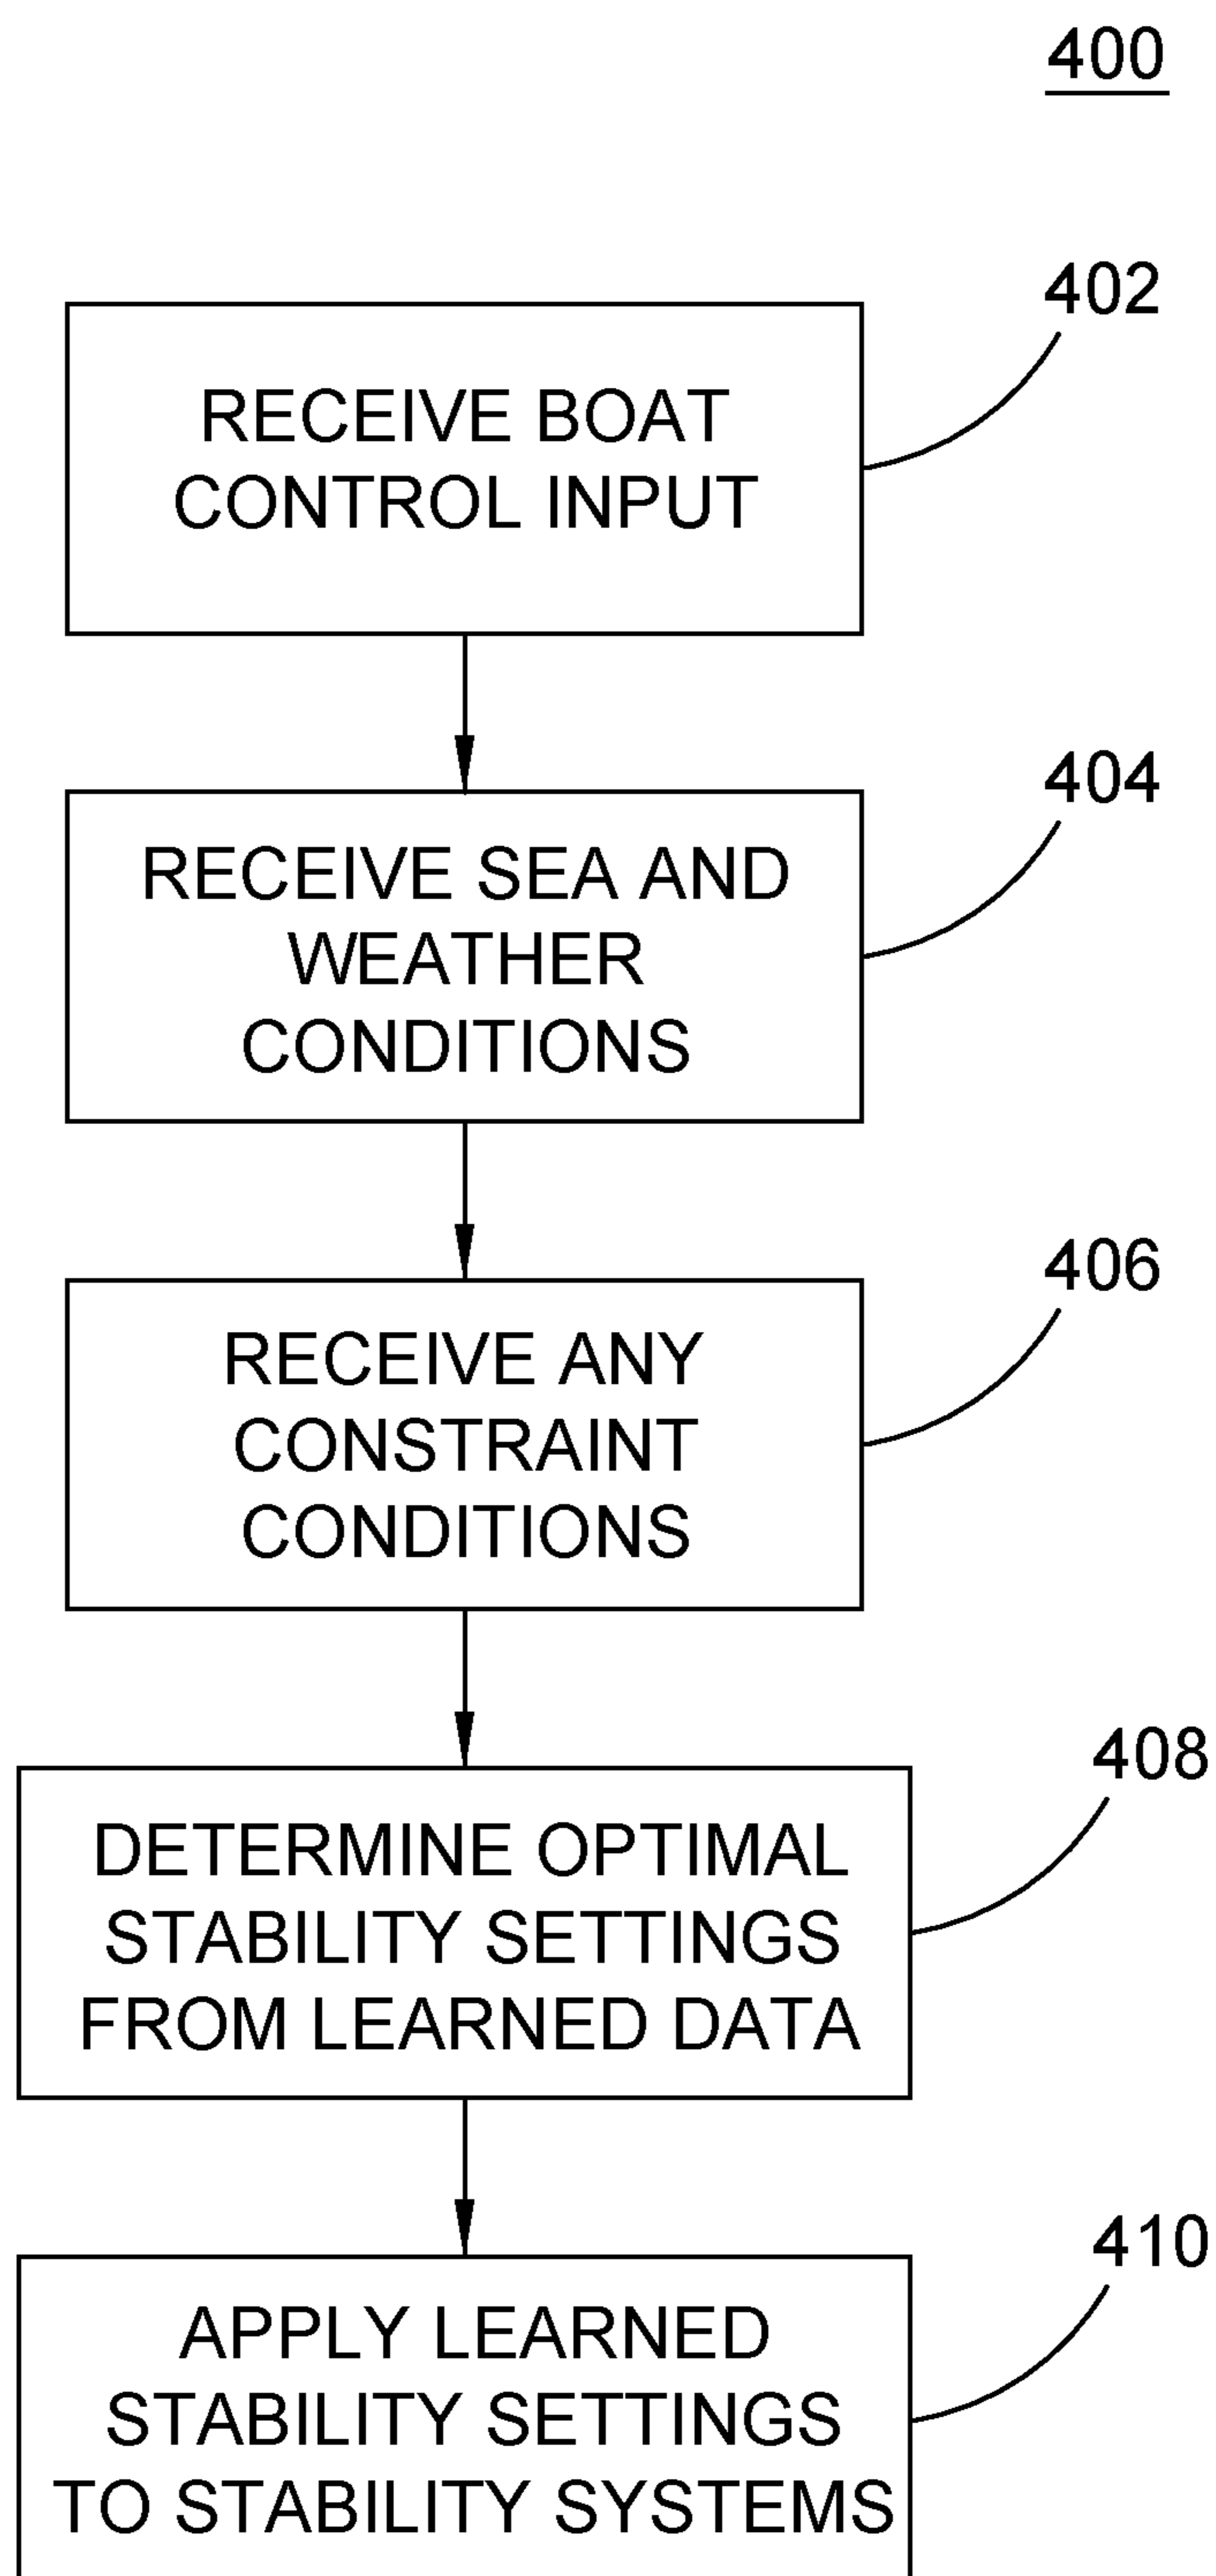 400
402
RECEIVE BOAT
CONTROL INPUT
404
RECEIVE SEA AND
WEATHER
CONDITIONS
406
RECEIVE ANY
CONSTRAINT
CONDITIONS
408
DETERMINE OPTIMAL
STABILITY SETTINGS
FROM LEARNED DATA
410
APPLY LEARNED
STABILITY SETTINGS
TO STABILITY SYSTEMS